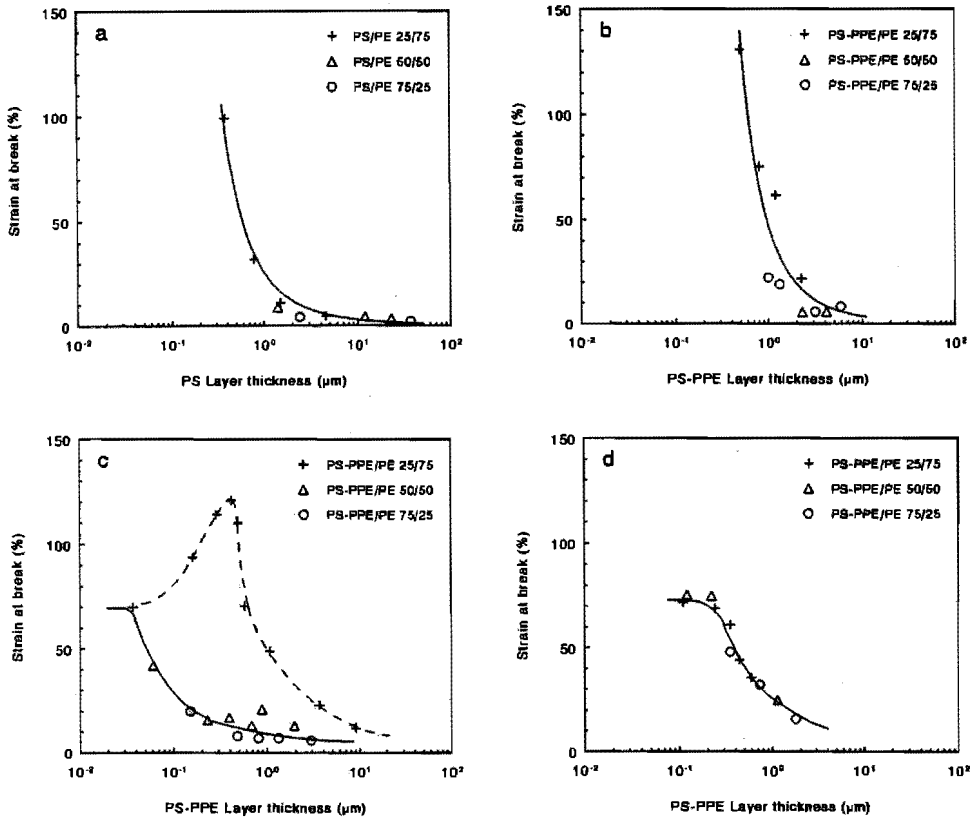 a
PS/PE 25/75
PS/PE 50/50
PS/PE 75/25
150
100
50
0
Strain at break (%)
10-2
10-1
100
101
102
PS Layer thickness (μm)
b
PS-PPE/PE 25/75
PS-PPE/PE 50/50
PS-PPE/PE 75/25
150
100
50
0
Strain at break (%)
10-2
10-1
100
101
102
PS-PPE Layer thickness (μm)
c
PS-PPE/PE 25/75
PS-PPE/PE 50/50
PS-PPE/PE 75/25
150
100
50
0
Strain at break (%)
10-2
10-1
100
101
102
PS-PPE Layer thickness (μm)
d
PS-PPE/PE 25/75
PS-PPE/PE 50/50
PS-PPE/PE 75/25
150
100
50
0
Strain at break (%)
10-2
10-1
100
101
102
PS-PPE Layer thickness (μm)